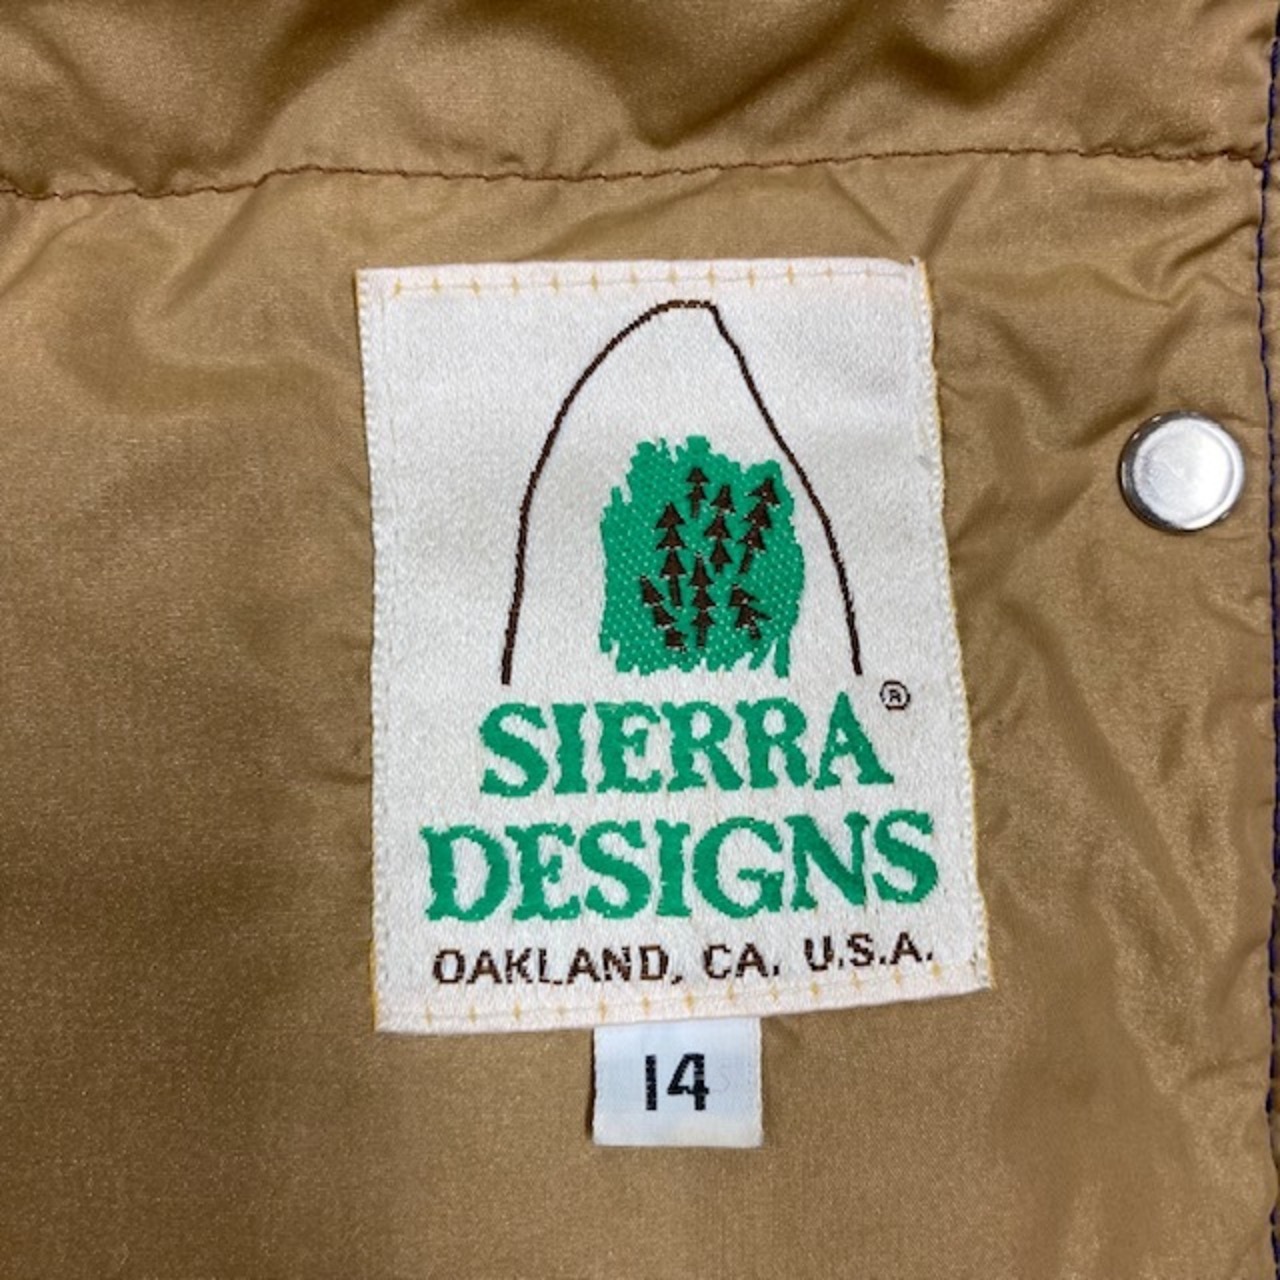 SIERRA®
DESIGNS
OAKLAND, CA. U.S.A.
14